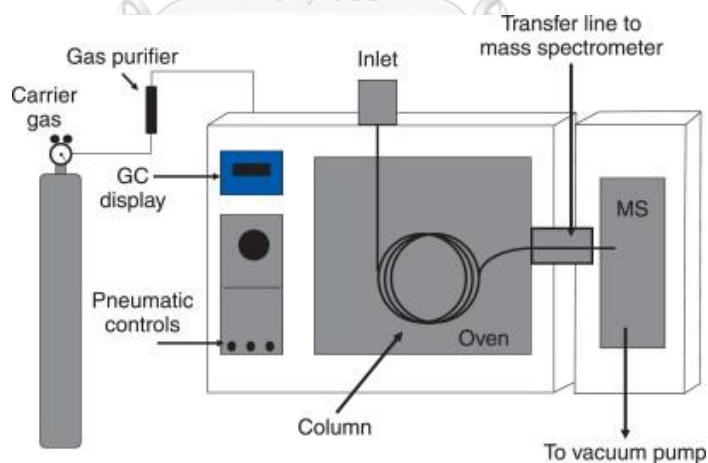 Transfer line to
mass spectrometer
Gas purifier
Inlet
Carrier
gas
GC
display
MS
Pneumatic
controls
Oven
Column
To vacuum pump